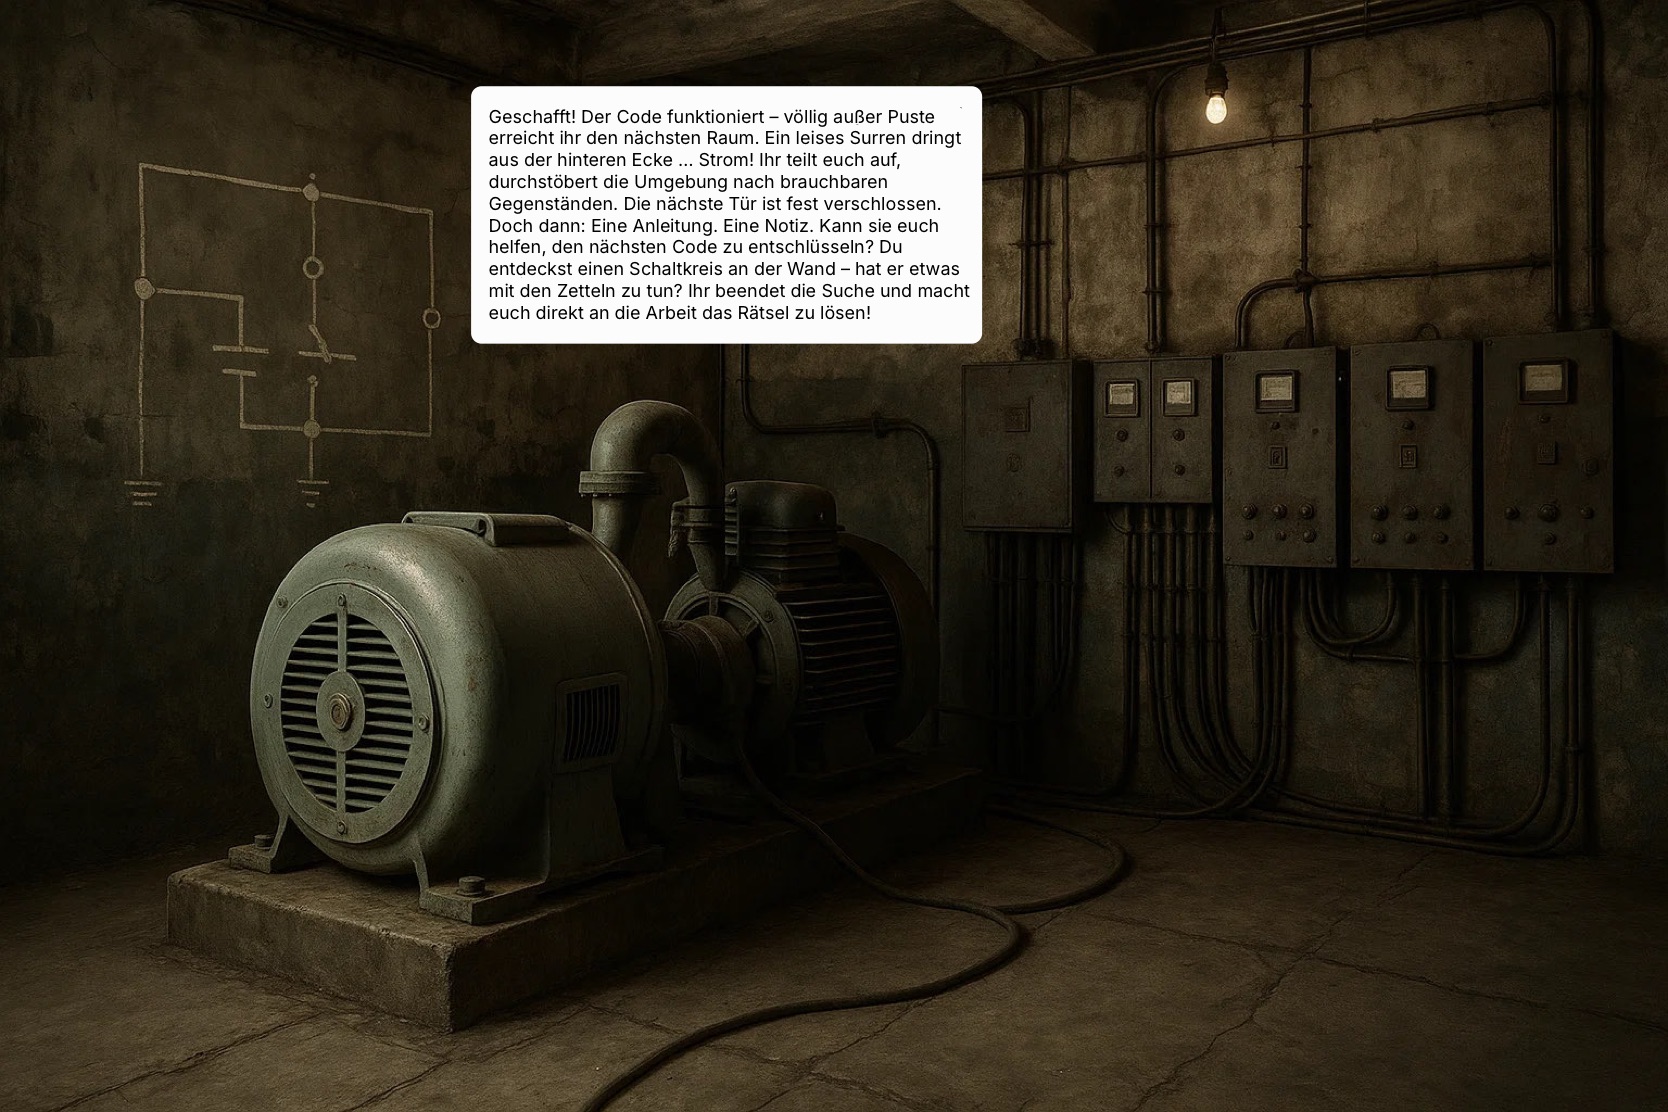 Geschafft! Der Code funktioniert – völlig außer Puste
erreicht ihr den nächsten Raum. Ein leises Surren dringt
aus der hinteren Ecke ... Strom! Ihr teilt euch auf,
durchstöbert die Umgebung nach brauchbaren
Gegenständen. Die nächste Tür ist fest verschlossen.
Doch dann: Eine Anleitung. Eine Notiz. Kann sie euch
helfen, den nächsten Code zu entschlüsseln? Du
entdeckst einen Schaltkreis an der Wand – hat er etwas
mit den Zetteln zu tun? Ihr beendet die Suche und macht
euch direkt an die Arbeit das Rätsel zu lösen!